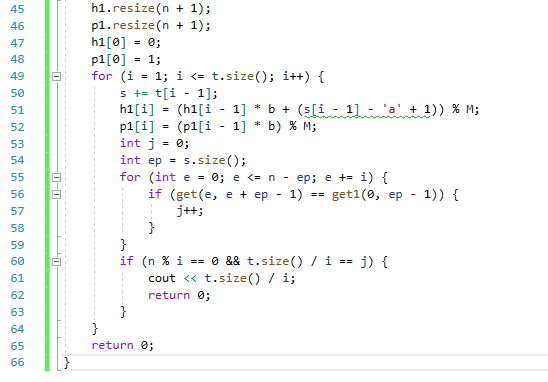 45 h1.resize(n + 1);
46 p1.resize(n + 1);
47 h1[0] = 0;
48 p1[0] = 1;
49 for (i = 1; i <= t.size(); i++) {
50 s += t[i - 1];
51 h1[i] = (h1[i - 1] * b + (s[i - 1] - 'a' + 1)) % M;
52 p1[i] = (p1[i - 1] * b) % M;
53 int j = 0;
54 int ep = s.size();
55 for (int e = 0; e <= n - ep; e += i) {
56 if (get(e, e + ep - 1) == get1(0, ep - 1)) {
57 j++;
58 }
59 }
60 if (n % i == 0 && t.size() / i == j) {
61 cout << t.size() / i;
62 return 0;
63 }
64 }
65 return 0;
66 }